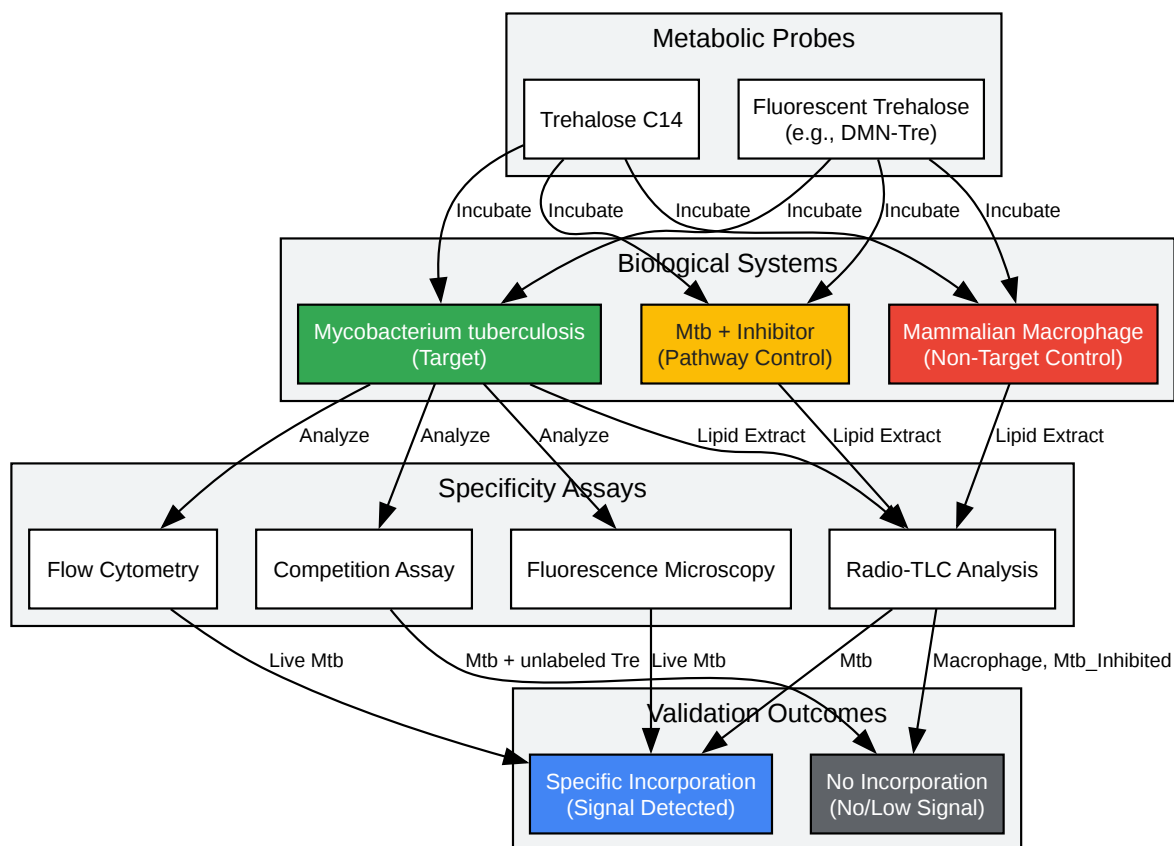 Metabolic Probes
Trehalose C14
Fluorescent Trehalose
(e.g., DMN-Tre)
Incubate
Incubate
Incubate
Incubate
Incubate
Incubate
Biological Systems
Mycobacterium tuberculosis
(Target)
Mtb + Inhibitor
(Pathway Control)
Mammalian Macrophage
(Non-Target Control)
Analyze
Analyze
Analyze
Lipid Extract
Lipid Extract
Lipid Extract
Specificity Assays
Flow Cytometry
Competition Assay
Fluorescence Microscopy
Radio-TLC Analysis
Live Mtb
Mtb + unlabeled Tre
Live Mtb
Mtb
Macrophage, Mtb_Inhibited
Validation Outcomes
Specific Incorporation
(Signal Detected)
No Incorporation
(No/Low Signal)